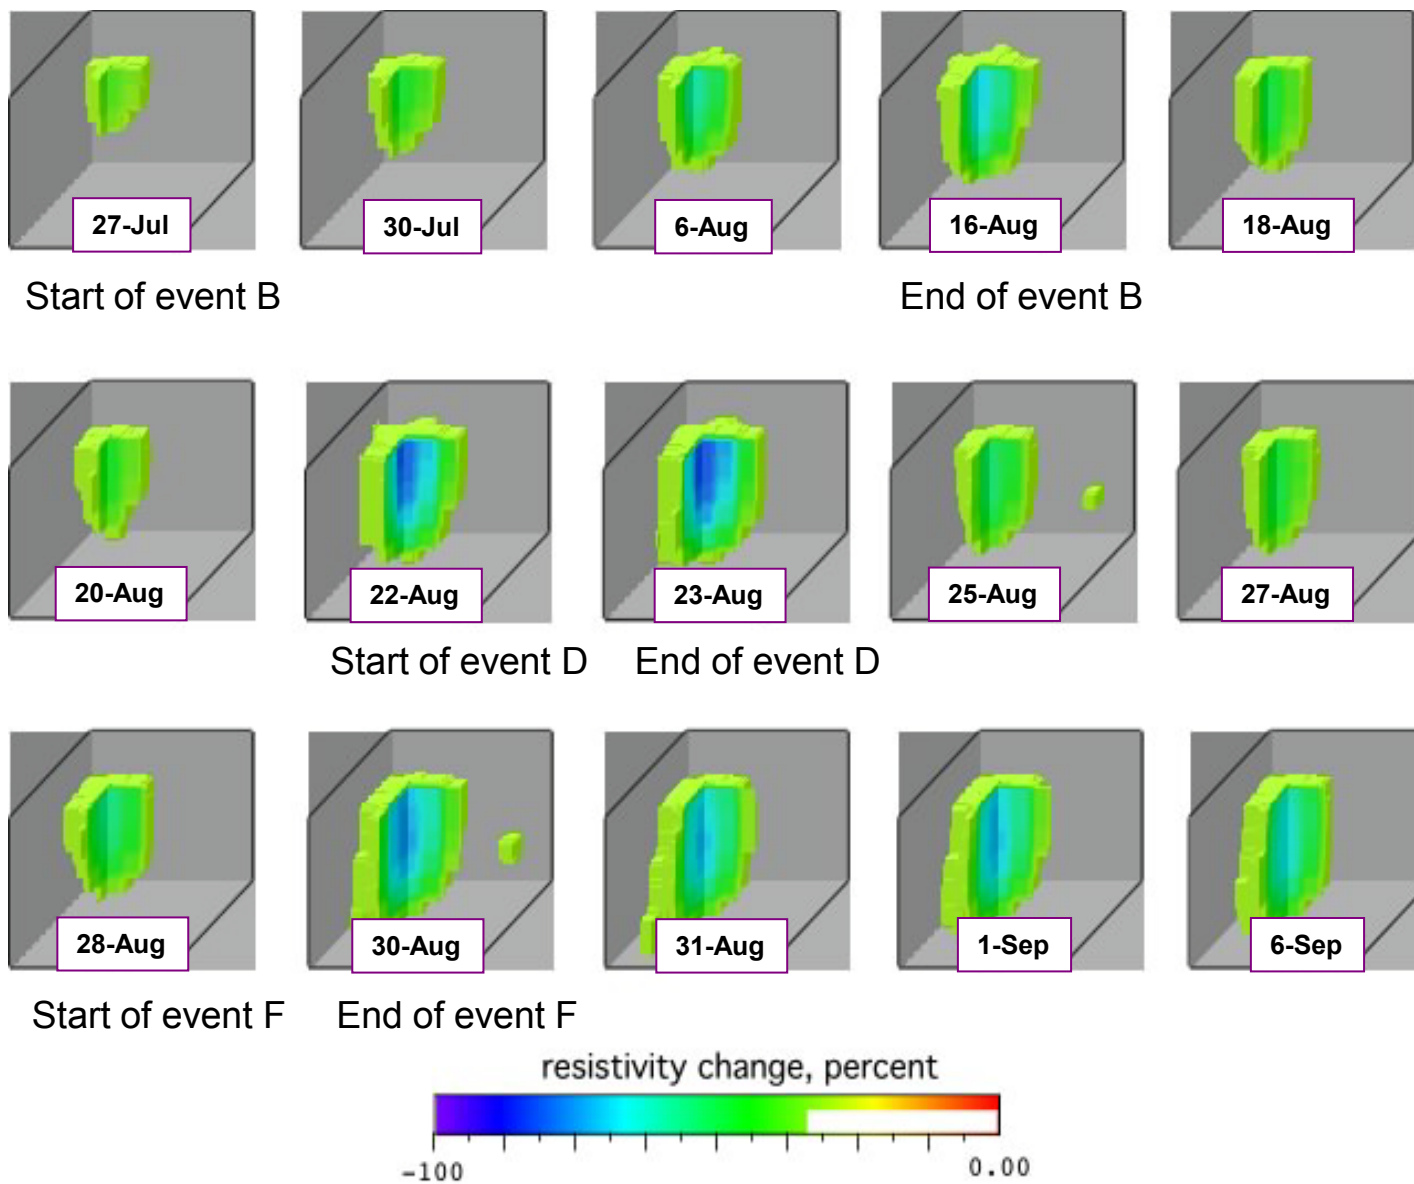 27-Jul
30-Jul
6-Aug
16-Aug
18-Aug
Start of event B
End of event B
20-Aug
22-Aug
23-Aug
25-Aug
27-Aug
Start of event D
End of event D
28-Aug
30-Aug
31-Aug
1-Sep
6-Sep
Start of event F
End of event F
resistivity change, percent
-100
0.00